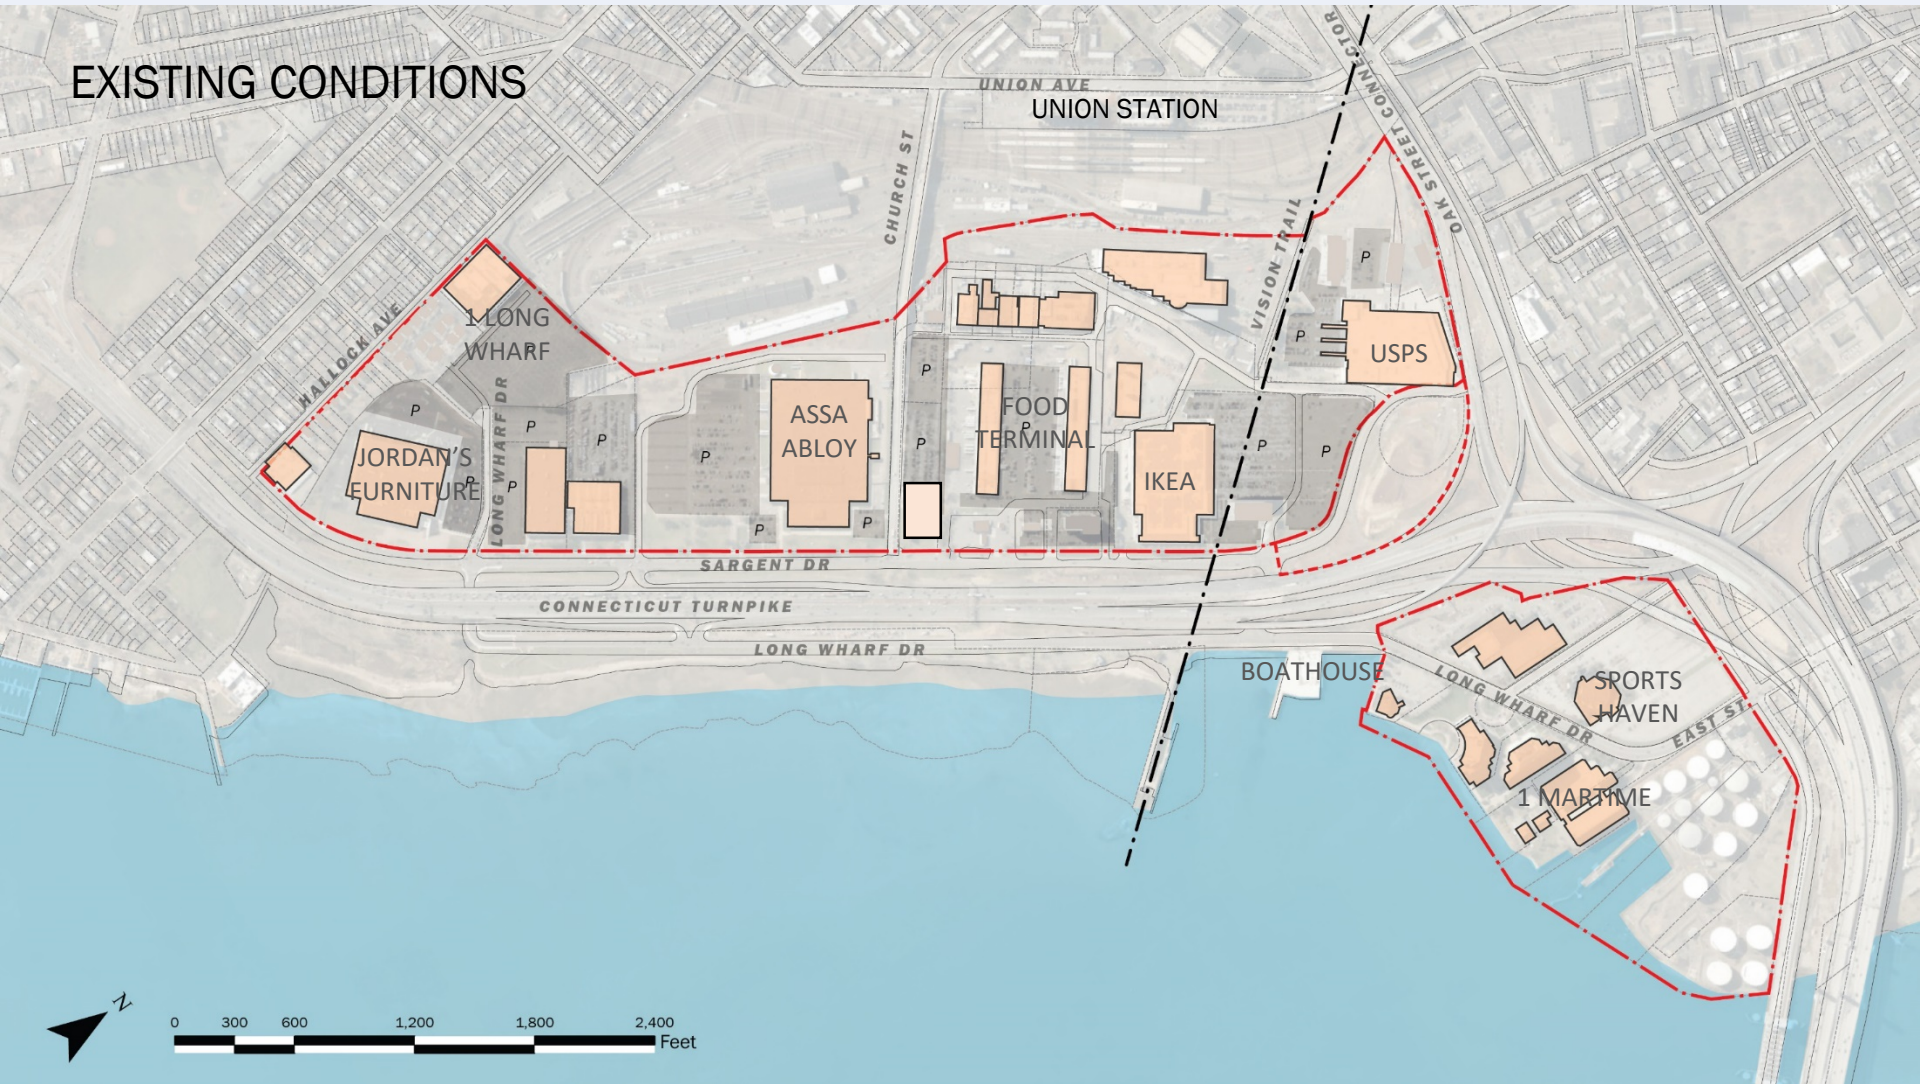 EXISTING CONDITIONS
UNION AVE
UNION STATION
OAK STREET CONNECTOR
CHURCH ST
VISION TRAIL
P
HALLOCK AVE
1 LONG
WHARF
P
P
USPS
P
ASSA
ABLOY
FOOD
TERMINAL
P
P
P
P
P
P
P
P
JORDAN'S
FURNITURE
P
P
LONG WHARF DR
P
IKEA
P
P
SARGENT DR
CONNECTICUT TURNPIKE
LONG WHARF DR
BOATHOUSE
LONG WHARF DR
SPORTS
HAVEN
EAST ST
1 MARTIME
N
0 300 600 1,200 1,800 2,400
Feet